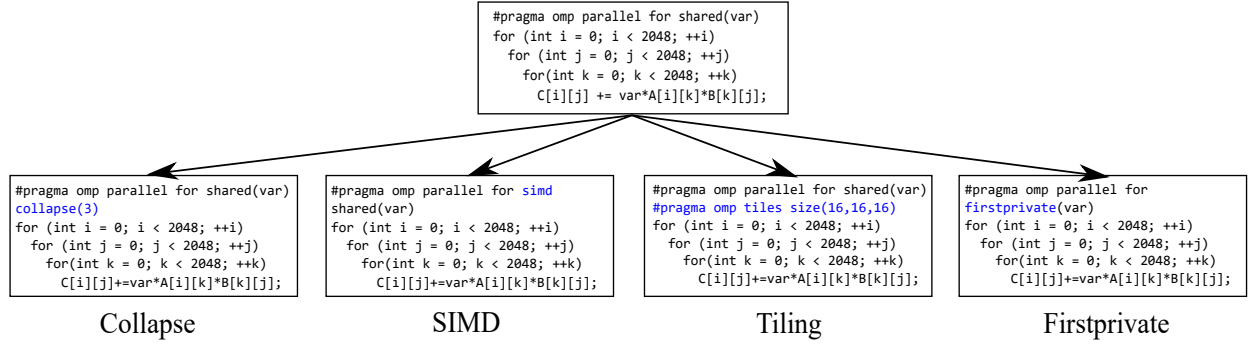 #pragma omp parallel for shared(var)
for (int i = 0; i < 2048; ++i)
for (int j = 0; j < 2048; ++j)
for(int k = 0; k < 2048; ++k)
C[i][j] += var*A[i][k]*B[k][j];
#pragma omp parallel for shared(var)
collapse(3)
for (int i = 0; i < 2048; ++i)
for (int j = 0; j < 2048; ++j)
for(int k = 0; k < 2048; ++k)
C[i][j]+=var*A[i][k]*B[k][j];
Collapse
#pragma omp parallel for simd
shared(var)
for (int i = 0; i < 2048; ++i)
for (int j = 0; j < 2048; ++j)
for(int k = 0; k < 2048; ++k)
C[i][j]+=var*A[i][k]*B[k][j];
SIMD
#pragma omp parallel for shared(var)
#pragma omp tiles size(16,16,16)
for (int i = 0; i < 2048; ++i)
for (int j = 0; j < 2048; ++j)
for(int k = 0; k < 2048; ++k)
C[i][j]+=var*A[i][k]*B[k][j];
Tiling
#pragma omp parallel for
firstprivate(var)
for (int i = 0; i < 2048; ++i)
for (int j = 0; j < 2048; ++j)
for(int k = 0; k < 2048; ++k)
C[i][j]+=var*A[i][k]*B[k][j];
Firstprivate